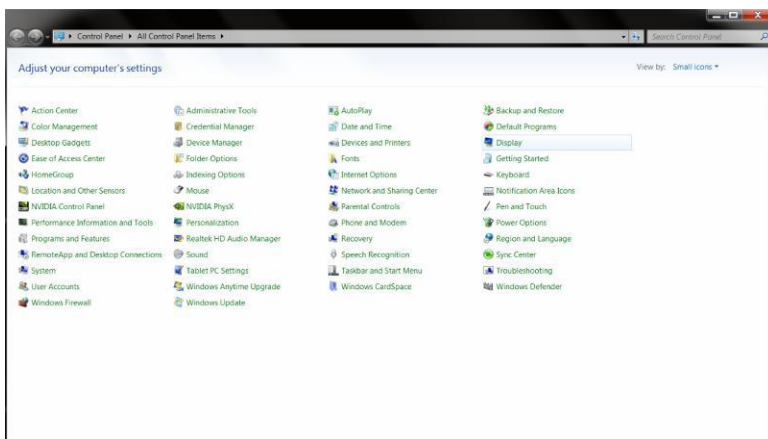 Control Panel ▸ All Control Panel Items ▸
Search Control Panel
Adjust your computer's settings
View by: Small icons
Action Center
Administrative Tools
AutoPlay
Backup and Restore
Color Management
Credential Manager
Date and Time
Default Programs
Desktop Gadgets
Device Manager
Devices and Printers
Display
Ease of Access Center
Folder Options
Fonts
Getting Started
HomeGroup
Indexing Options
Internet Options
Keyboard
Location and Other Sensors
Mouse
Network and Sharing Center
Notification Area Icons
NVIDIA Control Panel
NVIDIA PhysX
Parental Controls
Pen and Touch
Performance Information and Tools
Personalization
Phone and Modem
Power Options
Programs and Features
Realtek HD Audio Manager
Recovery
Region and Language
RemoteApp and Desktop Connections
Sound
Speech Recognition
Sync Center
System
Tablet PC Settings
Taskbar and Start Menu
Troubleshooting
User Accounts
Windows Anytime Upgrade
Windows CardSpace
Windows Defender
Windows Firewall
Windows Update